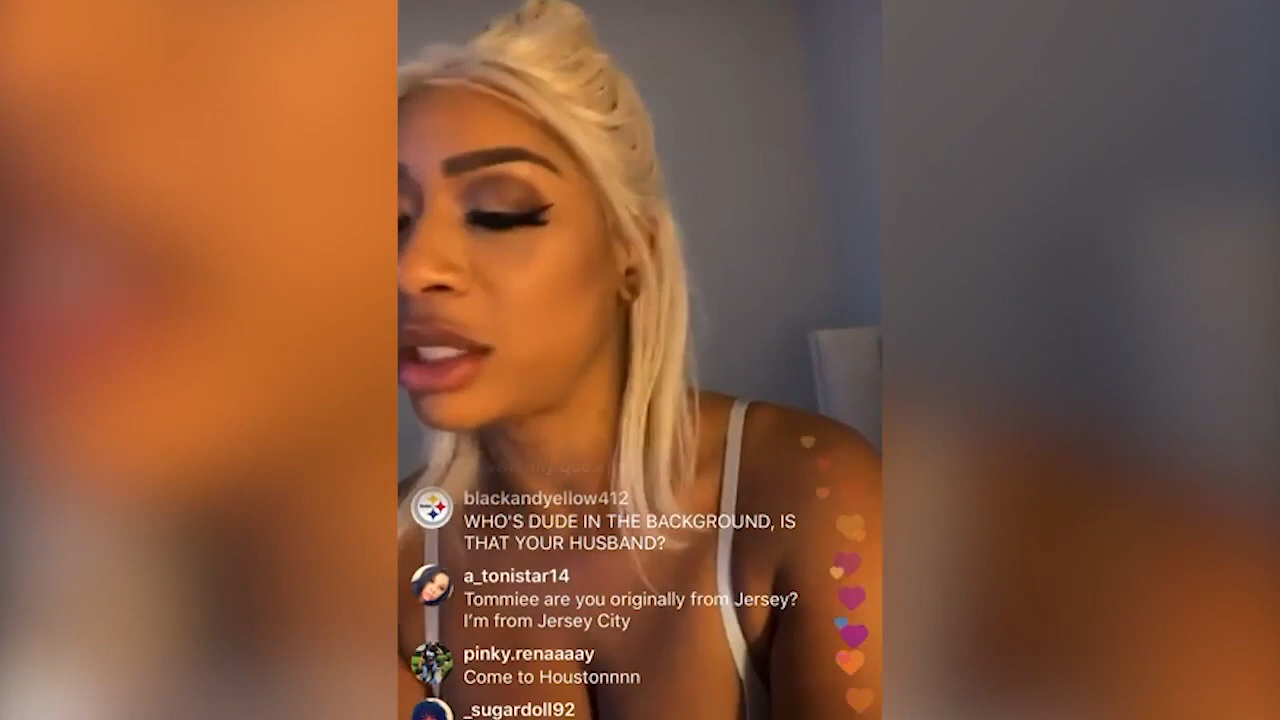 blackandyellow412
WHO'S DUDE IN THE BACKGROUND, IS
THAT YOUR HUSBAND?
a_tonistar14
Tommiee are you originally from Jersey?
I'm from Jersey City
pinky.renaaaay
Come to Houstonnnn
_sugardoll92